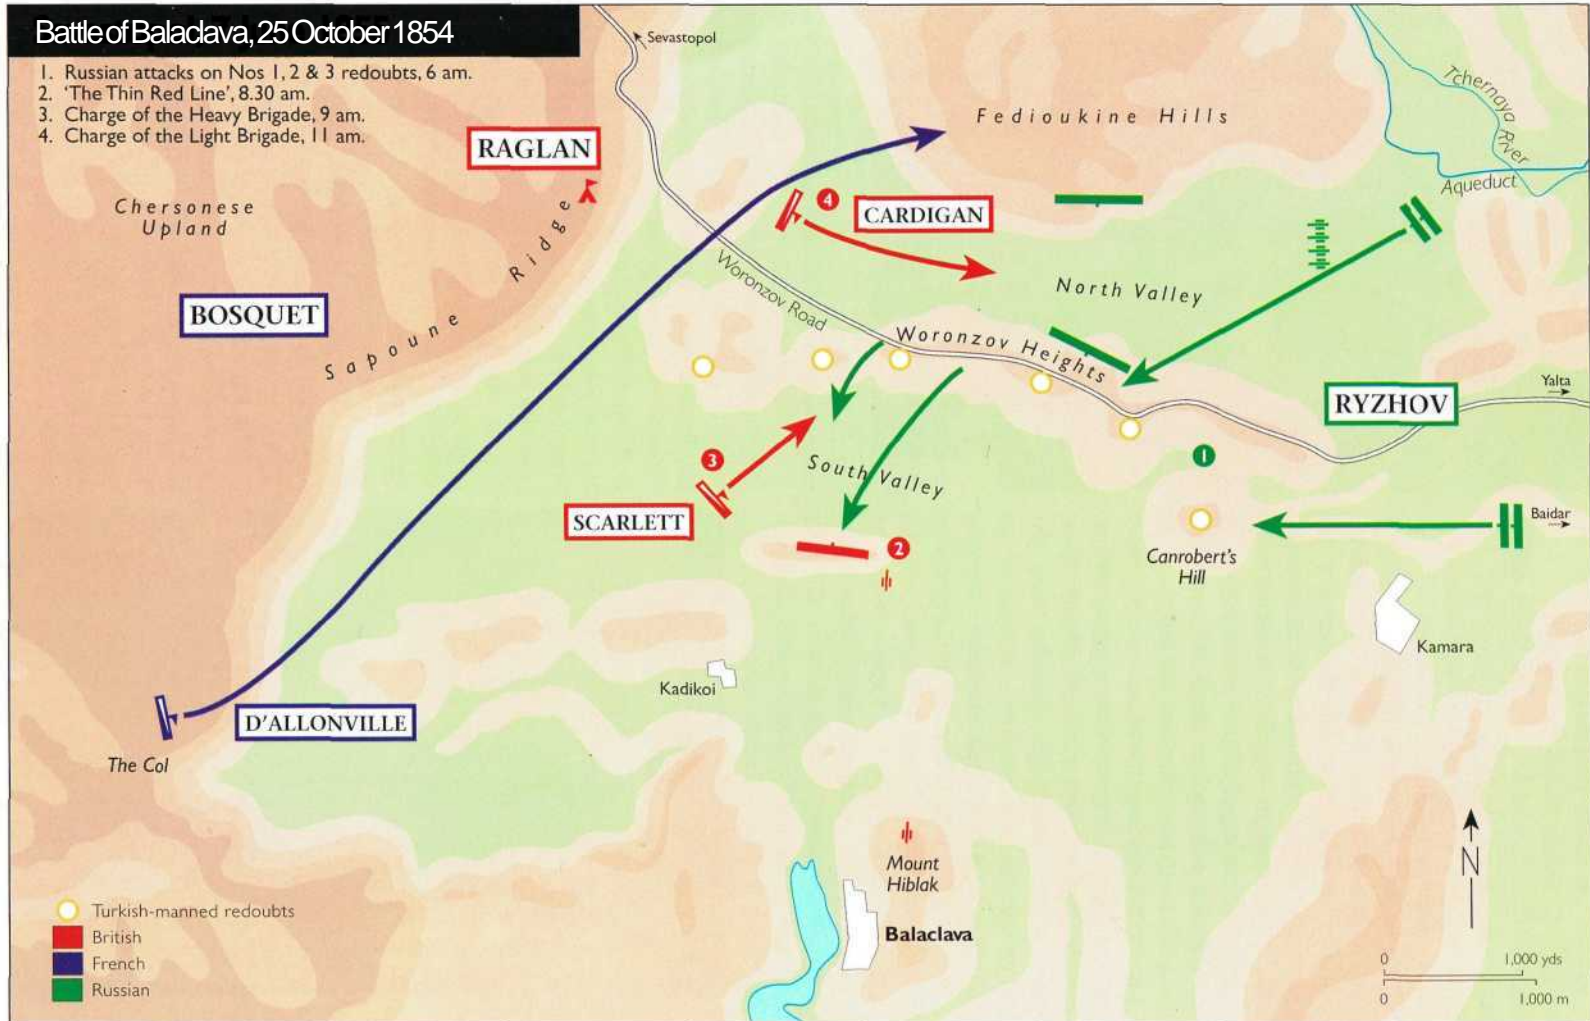 Battle of Balaclava, 25 October 1854
1. Russian attacks on Nos 1, 2 & 3 redoubts, 6 am.
2. 'The Thin Red Line', 8.30 am.
3. Charge of the Heavy Brigade, 9 am.
4. Charge of the Light Brigade, 11 am.
Sevastopol
Fedioukine Hills
Tchernaya
River
Aqueduct
RAGLAN
Chersonese
Upland
4
CARDIGAN
Sapoune Ridge
BOSQUET
Woronzov Road
North Valley
Woronzov Heights
Yalta
RYZHOV
3
South Valley
1
SCARLETT
2
Baidar
Canrobert's
Hill
Kamara
Kadikoi
D'ALLONVILLE
The Col
Mount
Hiblak
N
Balaclava
Turkish-manned redoubts
British
French
Russian
0 1,000 yds
0 1,000 m